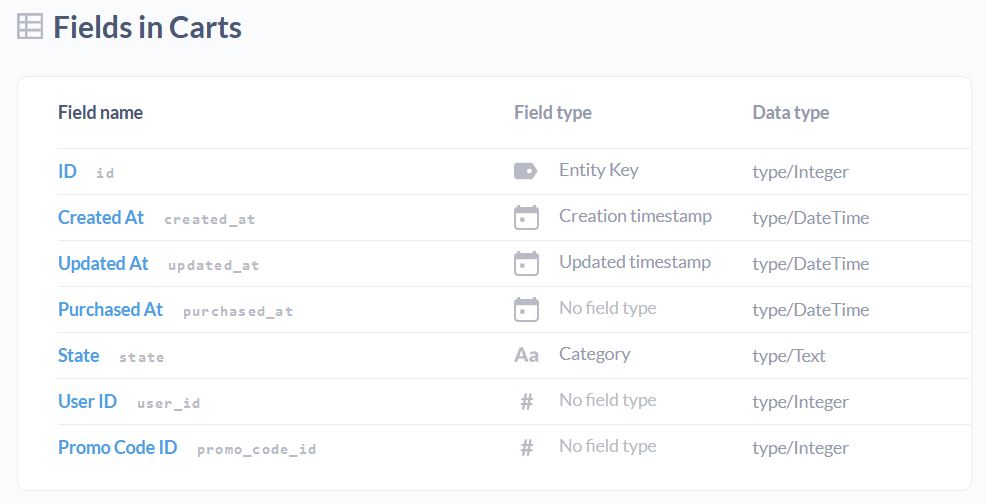 Fields in Carts
Field name Field type Data type
ID id Entity Key type/Integer
Created At created_at Creation timestamp type/DateTime
Updated At updated_at Updated timestamp type/DateTime
Purchased At purchased_at No field type type/DateTime
State state Aa Category type/Text
User ID user_id # No field type type/Integer
Promo Code ID promo_code_id # No field type type/Integer